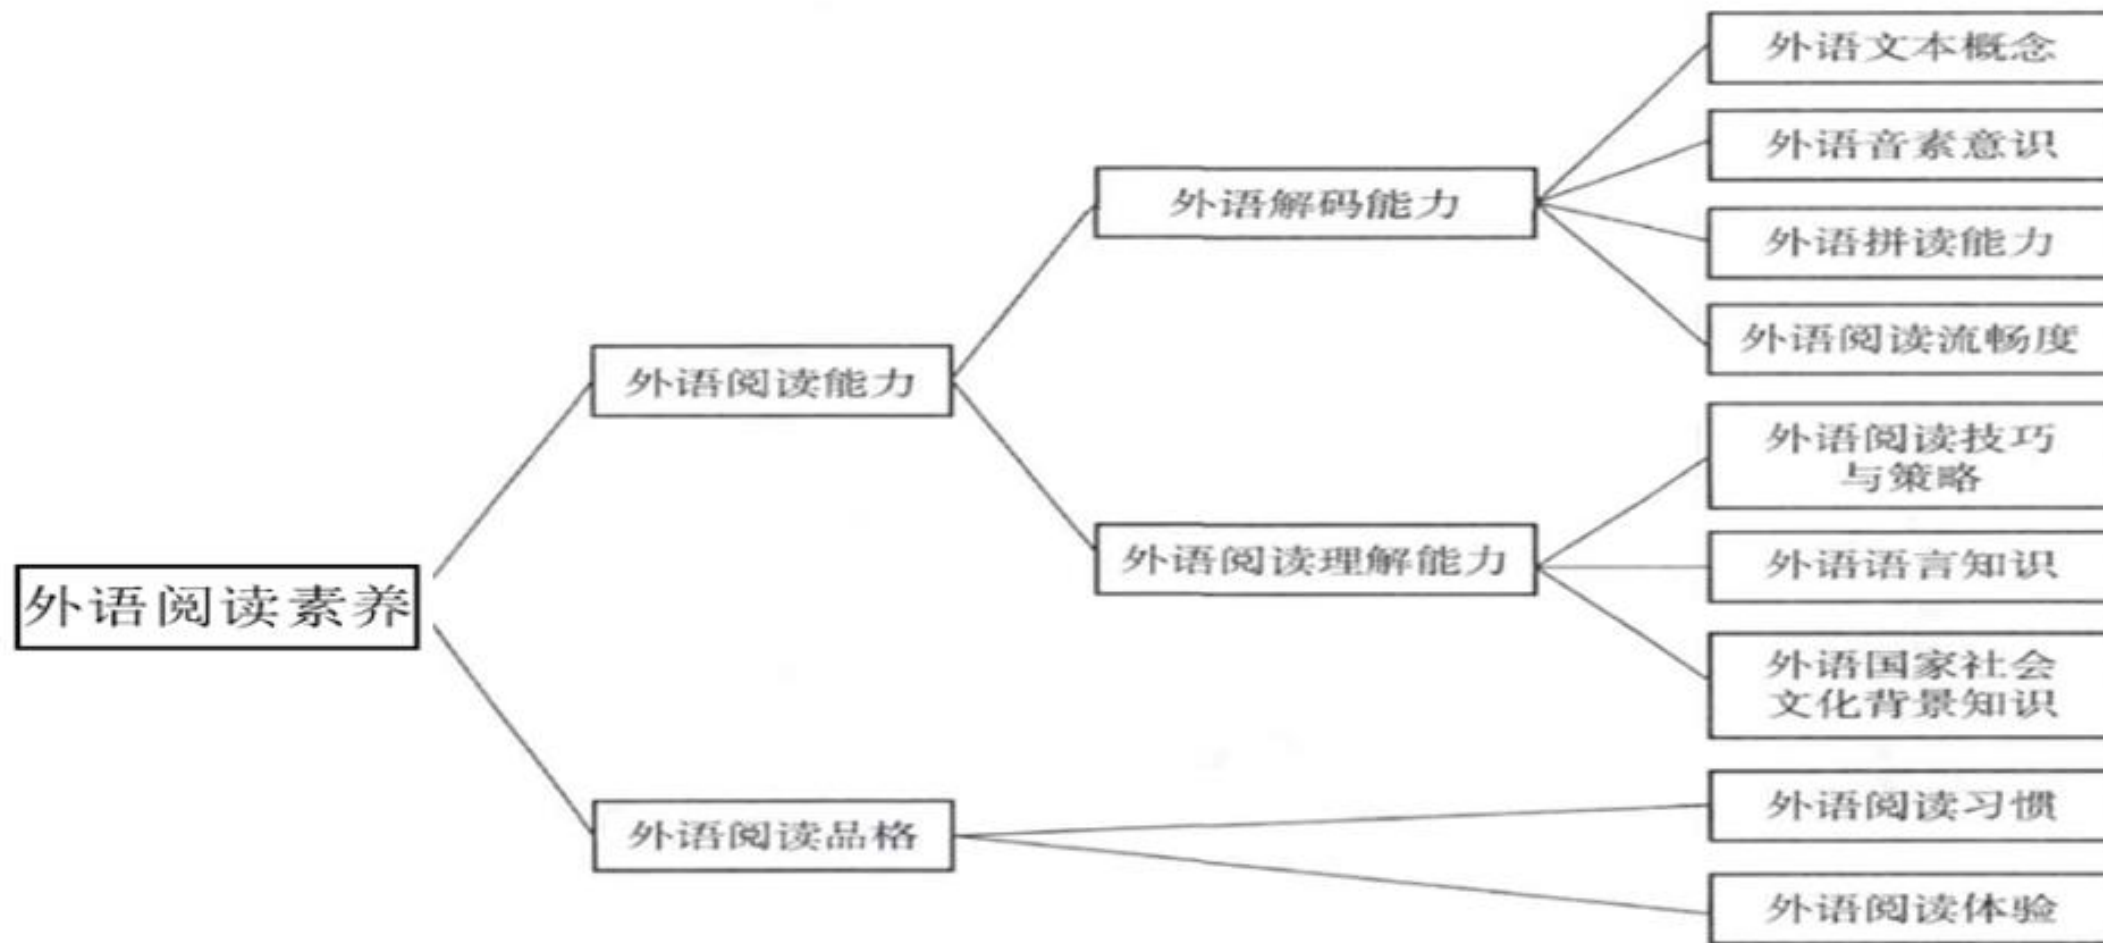 外语阅读素养
外语阅读能力
外语阅读品格
外语解码能力
外语阅读理解能力
外语文本概念
外语音素意识
外语拼读能力
外语阅读流畅度
外语阅读技巧
与策略
外语语言知识
外语国家社会
文化背景知识
外语阅读习惯
外语阅读体验